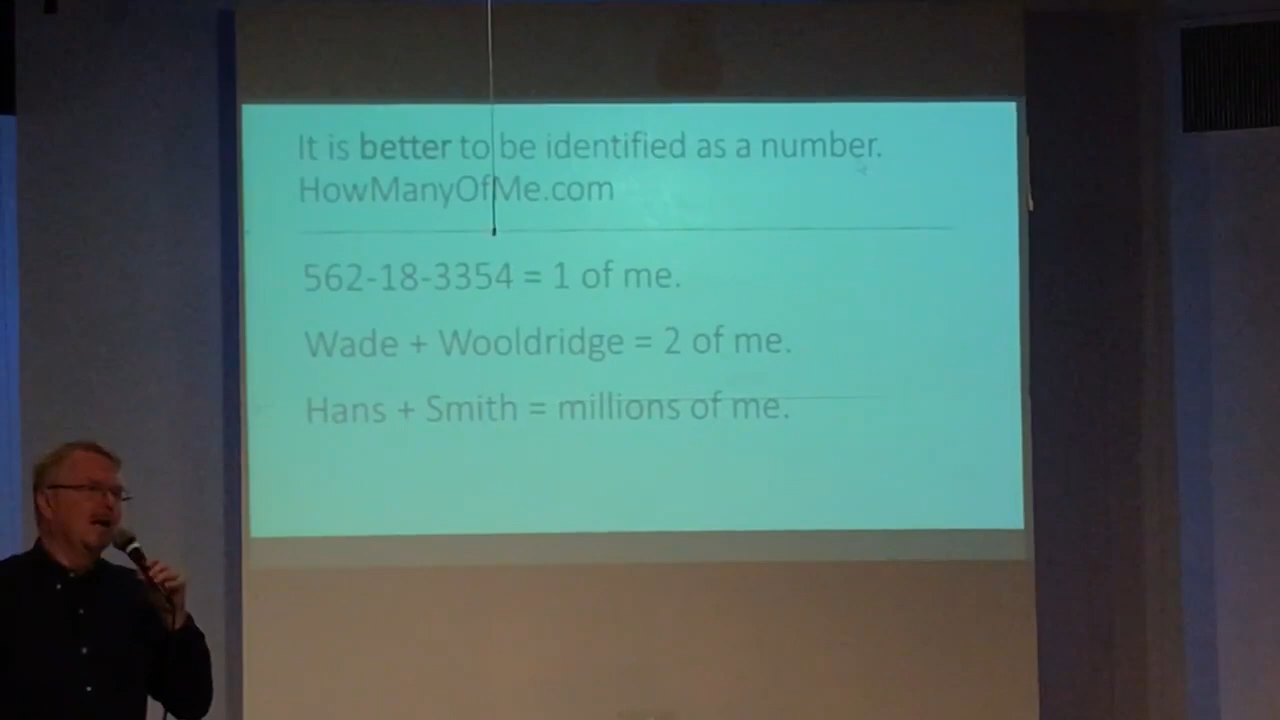 It is better to be identified as a number.
HowManyOfMe.com
562-18-3354 = 1 of me.
Wade + Wooldridge = 2 of me.
Hans + Smith = millions of me.